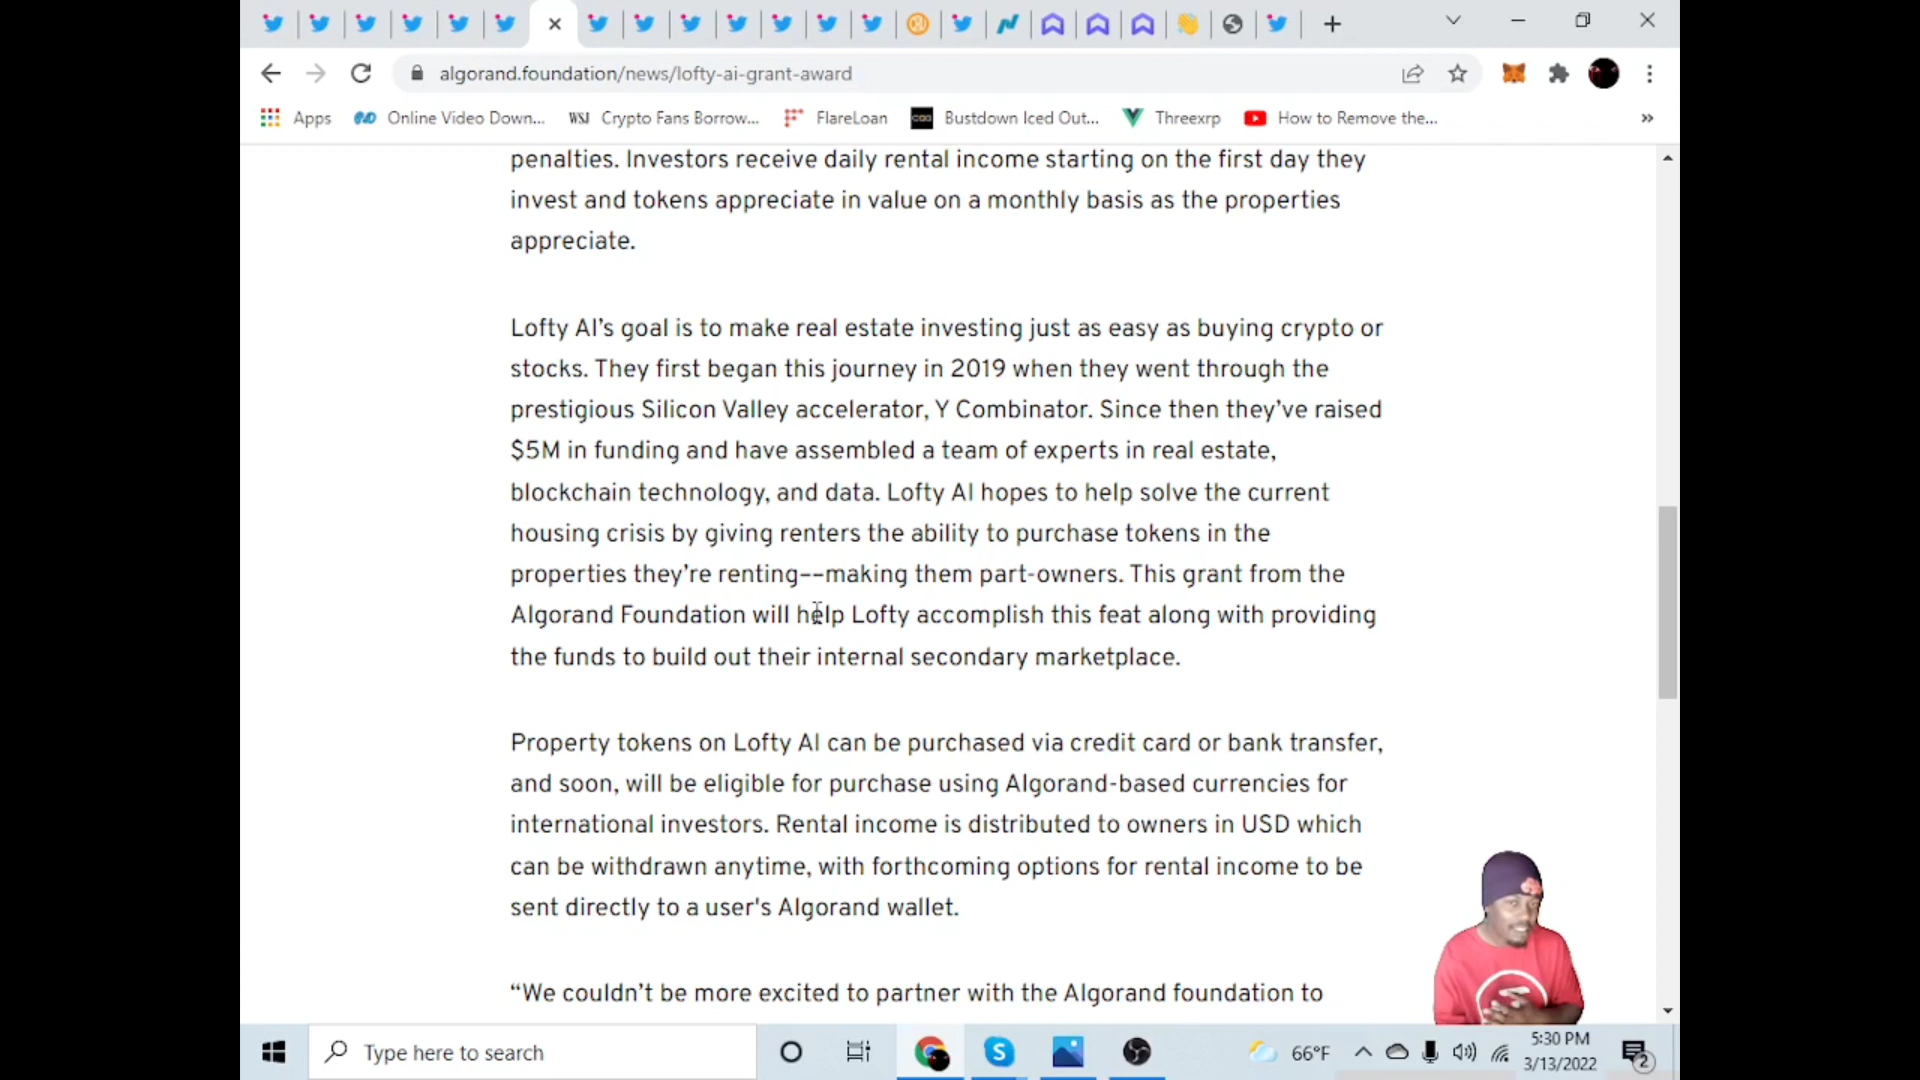 algorand.foundation/news/lofty-ai-grant-award
Apps
Online Video Down...
WSJ
Crypto Fans Borrow...
FlareLoan
Bustdown Iced Out...
Threexrp
How to Remove the...
»
penalties. Investors receive daily rental income starting on the first day they
invest and tokens appreciate in value on a monthly basis as the properties
appreciate.
Lofty AI’s goal is to make real estate investing just as easy as buying crypto or
stocks. They first began this journey in 2019 when they went through the
prestigious Silicon Valley accelerator, Y Combinator. Since then they’ve raised
$5M in funding and have assembled a team of experts in real estate,
blockchain technology, and data. Lofty AI hopes to help solve the current
housing crisis by giving renters the ability to purchase tokens in the
properties they’re renting––making them part-owners. This grant from the
Algorand Foundation will help Lofty accomplish this feat along with providing
the funds to build out their internal secondary marketplace.
Property tokens on Lofty AI can be purchased via credit card or bank transfer,
and soon, will be eligible for purchase using Algorand-based currencies for
international investors. Rental income is distributed to owners in USD which
can be withdrawn anytime, with forthcoming options for rental income to be
sent directly to a user's Algorand wallet.
“We couldn’t be more excited to partner with the Algorand foundation to
Type here to search
66°F
5:30 PM
3/13/2022
2